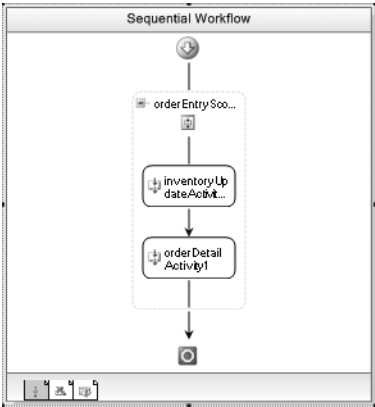 Sequential Workflow
orderEntrySco...
inventoryUp
dateActivit...
orderDetail
Activity1